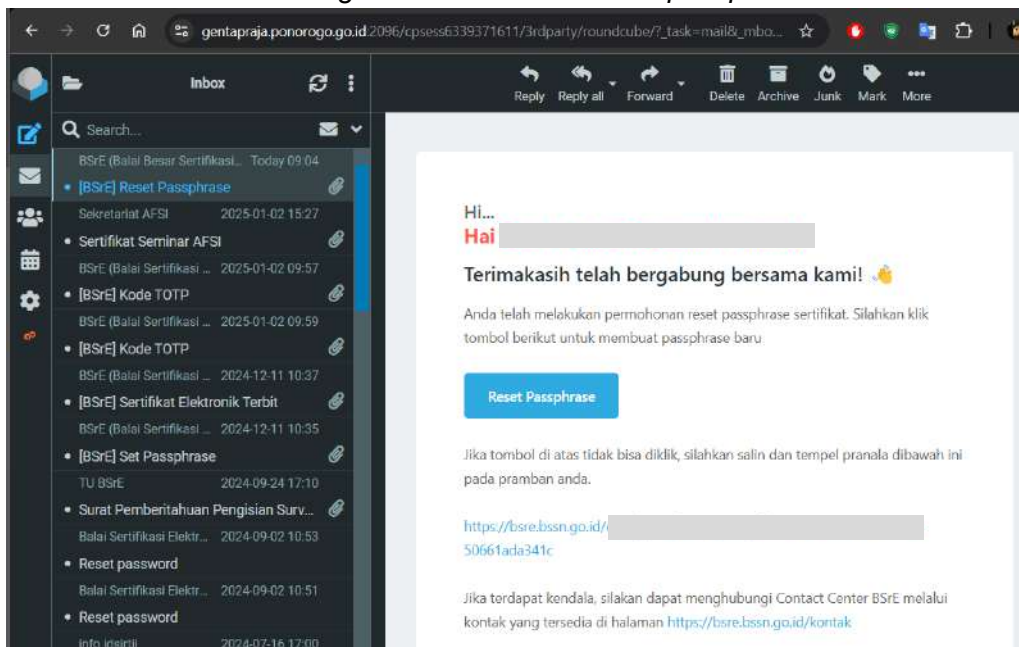 gentapraja.ponorogo.go.id:2096/cpsess6339371611/3rdparty/roundcube/?_task=mail&_mbo...
Inbox
Search...
BSrE (Balai Besar Sertifikasi... Today 09:04
[BSrE] Reset Passphrase
Sekretariat AFSI 2025-01-02 15:27
Sertifikat Seminar AFSI
BSrE (Balai Sertifikasi ... 2025-01-02 09:57
[BSrE] Kode TOTP
BSrE (Balai Sertifikasi ... 2025-01-02 09:59
[BSrE] Kode TOTP
BSrE (Balai Sertifikasi ... 2024-12-11 10:37
[BSrE] Sertifikat Elektronik Terbit
BSrE (Balai Sertifikasi ... 2024-12-11 10:35
[BSrE] Set Passphrase
TU BSrE 2024-09-24 17:10
Surat Pemberitahuan Pengisian Surv...
Balai Sertifikasi Elektr... 2024-09-02 10:53
Reset password
Balai Sertifikasi Elektr... 2024-09-02 10:51
Reset password
info idsirtii 2024-07-16 17:00
Reply Reply all Forward Delete Archive Junk Mark More
Hi...
Hai
Terimakasih telah bergabung bersama kami! 👋
Anda telah melakukan permohonan reset passphrase sertifikat. Silahkan klik
tombol berikut untuk membuat passphrase baru
Reset Passphrase
Jika tombol di atas tidak bisa diklik, silahkan salin dan tempel pranala dibawah ini
pada pramban anda.
https://bsre.bssn.go.id/
50661ada341c
Jika terdapat kendala, silakan dapat menghubungi Contact Center BSrE melalui
kontak yang tersedia di halaman https://bsre.bssn.go.id/kontak